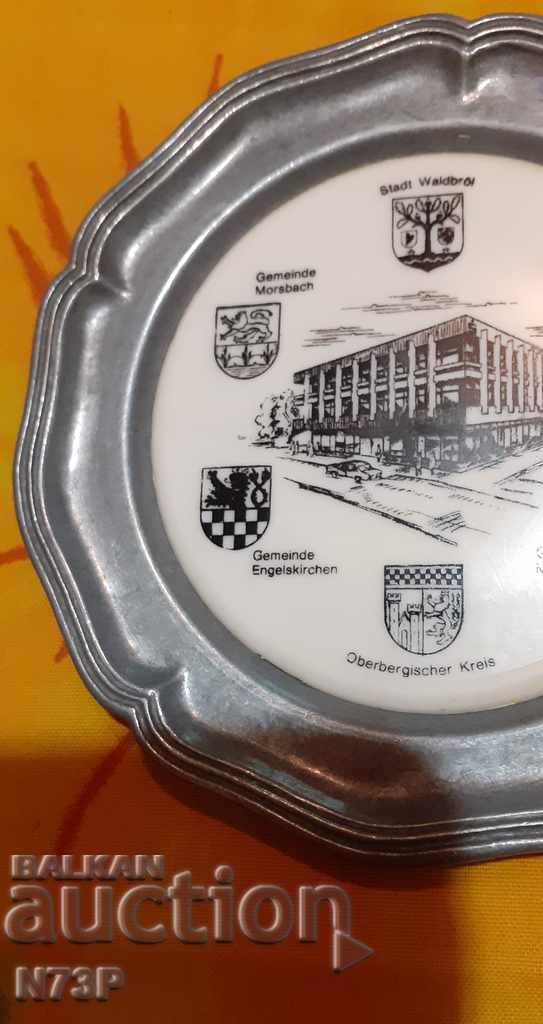 Stadt Waldbröl
Gemeinde
Morsbach
Gemeinde
Engelskirchen
Oberbergischer Kreis
BALKAN
auction
N73P